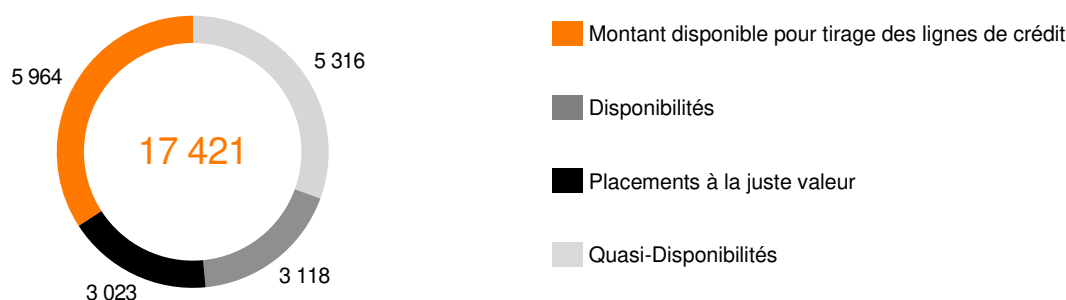 5 316
5 964
17 421
3 118
3 023
Montant disponible pour tirage des lignes de crédit
Disponibilités
Placements à la juste valeur
Quasi-Disponibilités